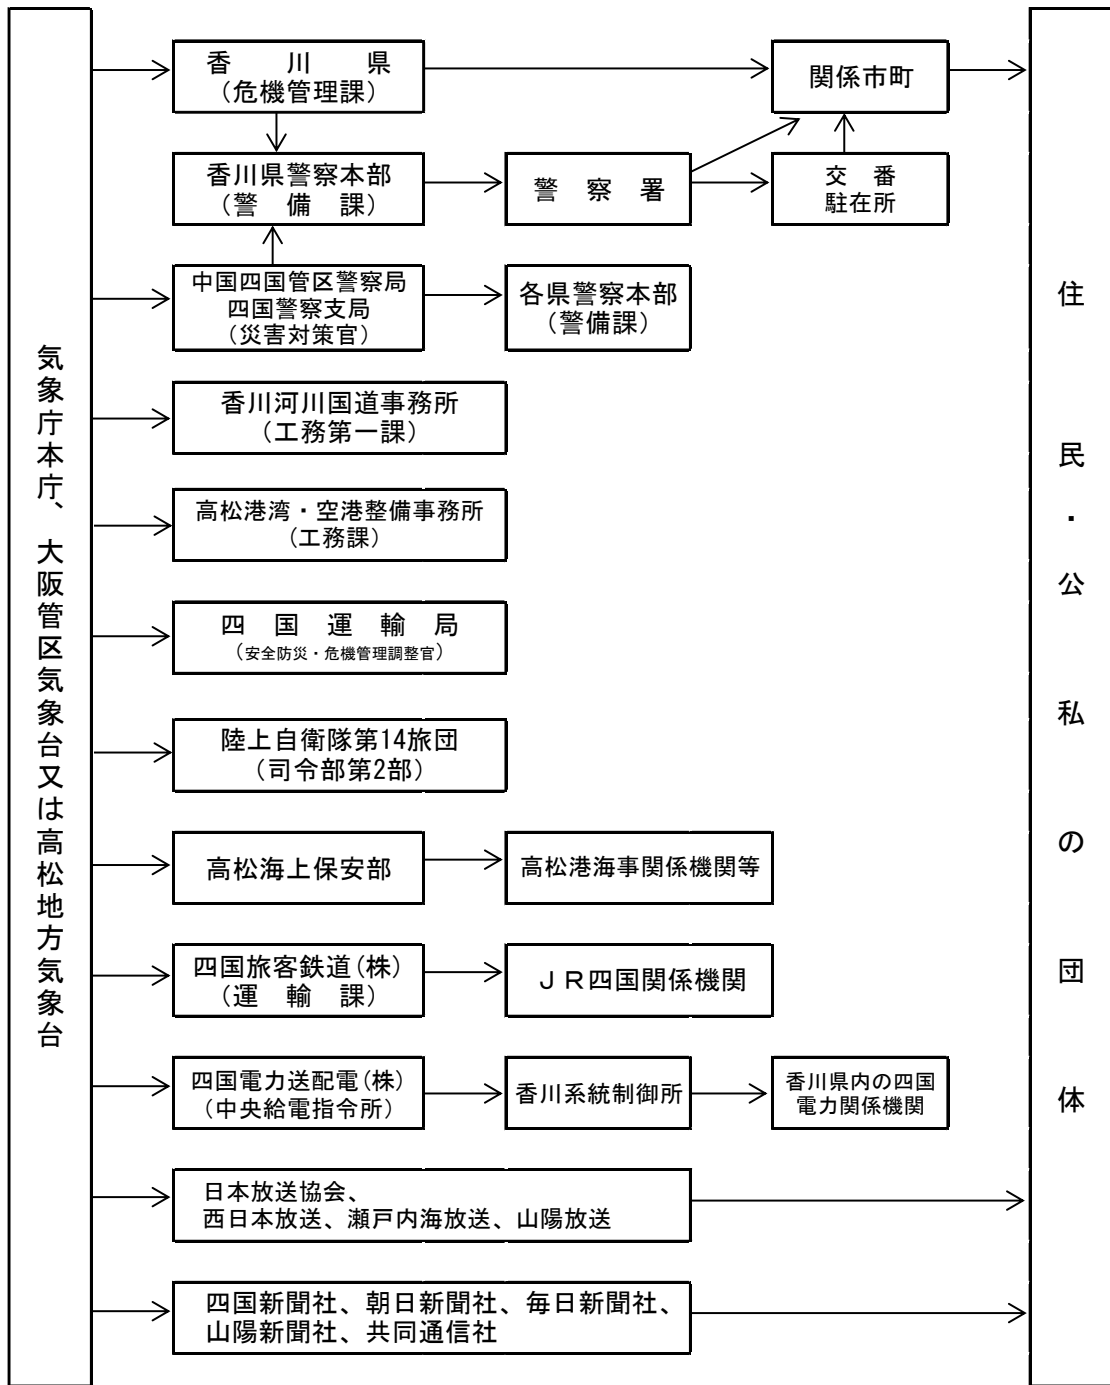 気象庁本庁、大阪管区気象台又は高松地方気象台
香川県
(危機管理課)
関係市町
香川県警察本部
(警備課)
警察署
交番
駐在所
中国四国管区警察局
四国警察支局
(災害対策官)
各県警察本部
(警備課)
香川河川国道事務所
(工務第一課)
高松港湾・空港整備事務所
(工務課)
四国運輸局
(安全防災・危機管理調整官)
陸上自衛隊第14旅団
(司令部第2部)
高松海上保安部
高松港海事関係機関等
四国旅客鉄道(株)
(運輸課)
JR四国関係機関
四国電力送配電(株)
(中央給電指令所)
香川系統制御所
香川県内の四国
電力関係機関
日本放送協会、
西日本放送、瀬戸内海放送、山陽放送
四国新聞社、朝日新聞社、毎日新聞社、
山陽新聞社、共同通信社
住民・公私の団体